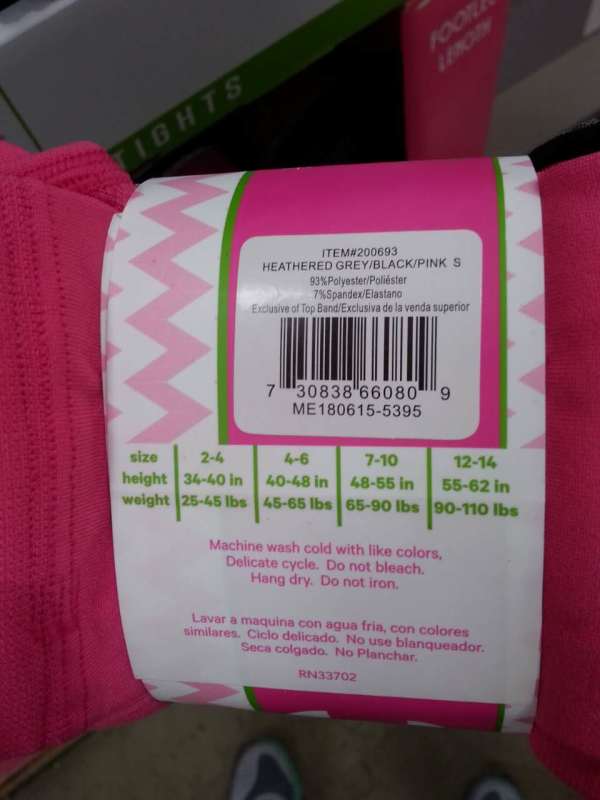 FOOTLE
LENGTH
TIGHTS
ITEM#200693
HEATHERED GREY/BLACK/PINK S
93%Polyester/Poliéster
7%Spandex/Elastano
Exclusive of Top Band/Exclusiva de la venda superior
7 30838 66080 9
ME180615-5395
size 2-4 4-6 7-10 12-14
height 34-40 in 40-48 in 48-55 in 55-62 in
weight 25-45 lbs 45-65 lbs 65-90 lbs 90-110 lbs
Machine wash cold with like colors,
Delicate cycle. Do not bleach.
Hang dry. Do not iron.
Lavar a maquina con agua fria, con colores
similares. Ciclo delicado. No use blanqueador.
Seca colgado. No Planchar.
RN33702